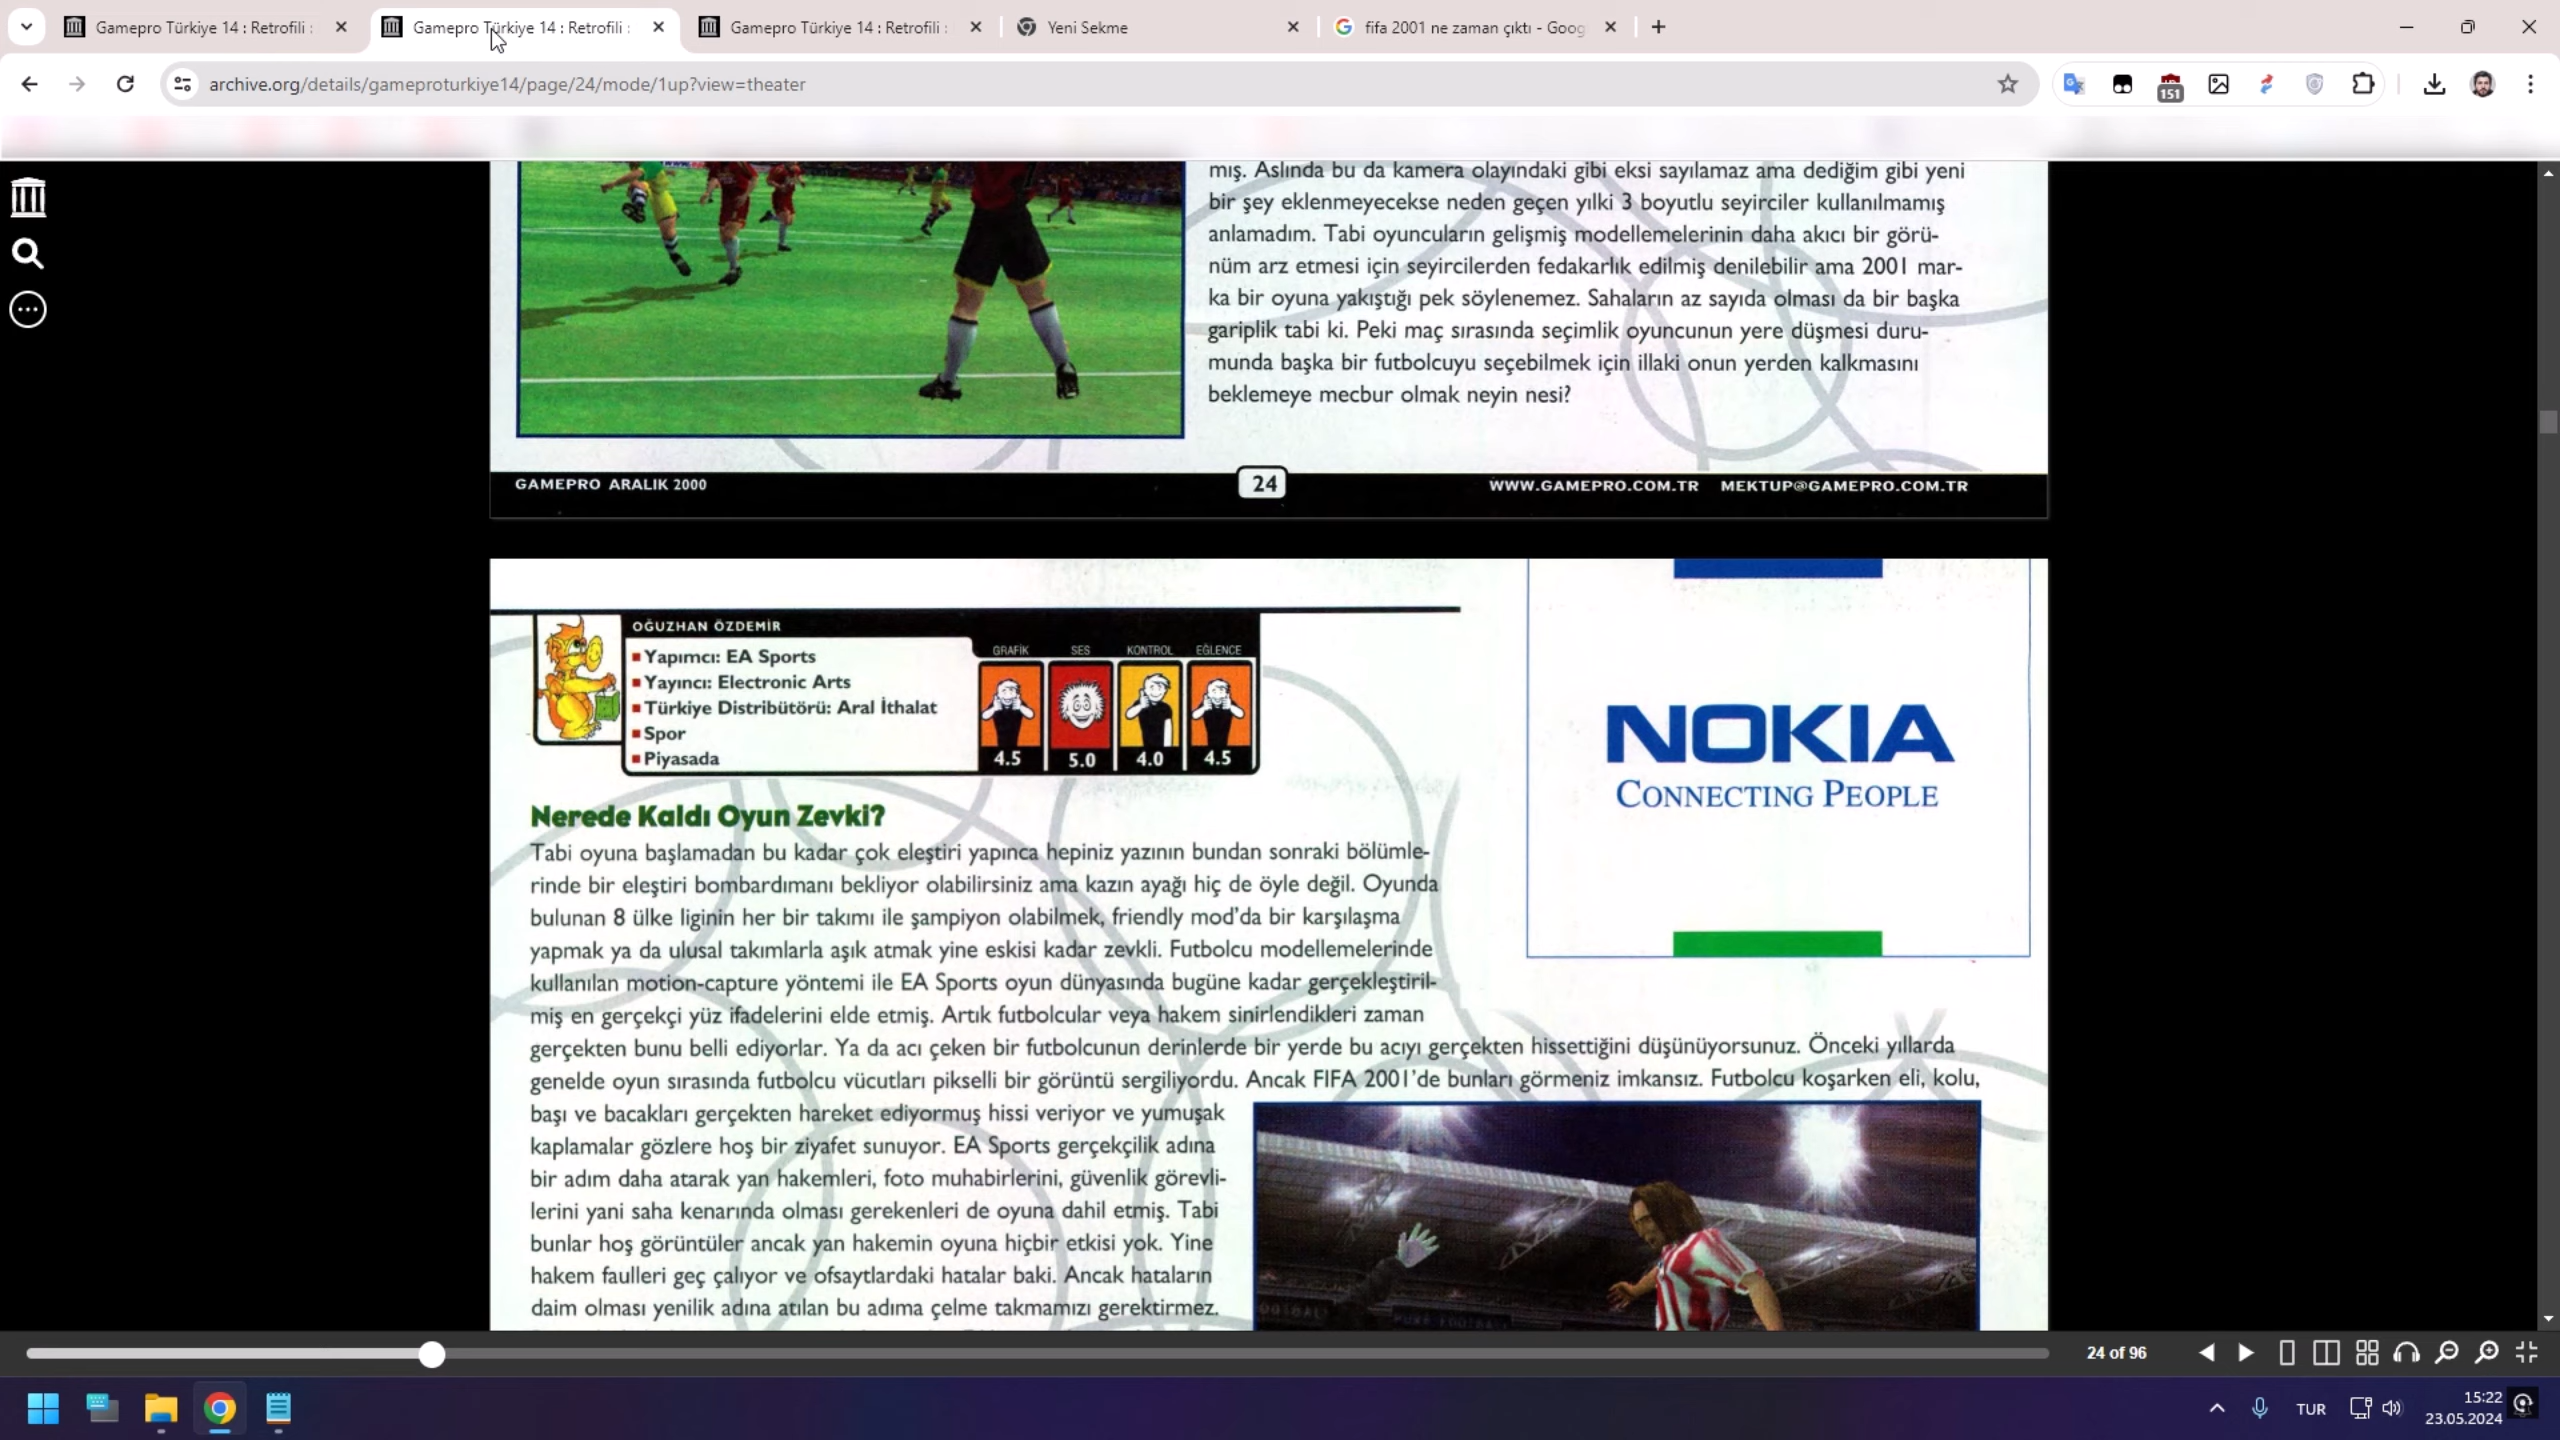 Gamepro Türkiye 14 : Retrofili :
Gamepro Türkiye 14 : Retrofili :
Gamepro Türkiye 14 : Retrofili :
Yeni Sekme
fifa 2001 ne zaman çıktı - Goog
archive.org/details/gameproturkiye14/page/24/mode/1up?view=theater
151
mış. Aslında bu da kamera olayındaki gibi eksi sayılamaz ama dediğim gibi yeni
bir şey eklenmeyecekse neden geçen yılki 3 boyutlu seyirciler kullanılmamış
anlamadım. Tabi oyuncuların gelişmiş modellemelerinin daha akıcı bir görü-
nüm arz etmesi için seyircilerden fedakarlık edilmiş denilebilir ama 2001 mar-
ka bir oyuna yakıştığı pek söylenemez. Sahaların az sayıda olması da bir başka
gariplik tabi ki. Peki maç sırasında seçimlik oyuncunun yere düşmesi duru-
munda başka bir futbolcuyu seçebilmek için illaki onun yerden kalkmasını
beklemeye mecbur olmak neyin nesi?
GAMEPRO ARALIK 2000
24
WWW.GAMEPRO.COM.TR MEKTUP@GAMEPRO.COM.TR
OĞUZHAN ÖZDEMİR
Yapımcı: EA Sports
Yayıncı: Electronic Arts
Türkiye Distribütörü: Aral İthalat
Spor
Piyasada
GRAFİK SES KONTROL EĞLENCE
4.5 5.0 4.0 4.5
NOKIA
CONNECTING PEOPLE
Nerede Kaldı Oyun Zevki?
Tabi oyuna başlamadan bu kadar çok eleştiri yapınca hepiniz yazının bundan sonraki bölümle-
rinde bir eleştiri bombardımanı bekliyor olabilirsiniz ama kazın ayağı hiç de öyle değil. Oyunda
bulunan 8 ülke liginin her bir takımı ile şampiyon olabilmek, friendly mod'da bir karşılaşma
yapmak ya da ulusal takımlarla aşık atmak yine eskisi kadar zevkli. Futbolcu modellemelerinde
kullanılan motion-capture yöntemi ile EA Sports oyun dünyasında bugüne kadar gerçekleştiril-
miş en gerçekçi yüz ifadelerini elde etmiş. Artık futbolcular veya hakem sinirlendikleri zaman
gerçekten bunu belli ediyorlar. Ya da acı çeken bir futbolcunun derinlerde bir yerde bu acıyı gerçekten hissettiğini düşünüyorsunuz. Önceki yıllarda
genelde oyun sırasında futbolcu vücutları pikselli bir görüntü sergiliyordu. Ancak FIFA 2001'de bunları görmeniz imkansız. Futbolcu koşarken eli, kolu,
başı ve bacakları gerçekten hareket ediyormuş hissi veriyor ve yumuşak
kaplamalar gözlere hoş bir ziyafet sunuyor. EA Sports gerçekçilik adına
bir adım daha atarak yan hakemleri, foto muhabirlerini, güvenlik görevli-
lerini yani saha kenarında olması gerekenleri de oyuna dahil etmiş. Tabi
bunlar hoş görüntüler ancak yan hakemin oyuna hiçbir etkisi yok. Yine
hakem faulleri geç çalıyor ve ofsaytlardaki hatalar baki. Ancak hataların
daim olması yenilik adına atılan bu adıma çelme takmamızı gerektirmez.
24 of 96
TUR
15:22
23.05.2024